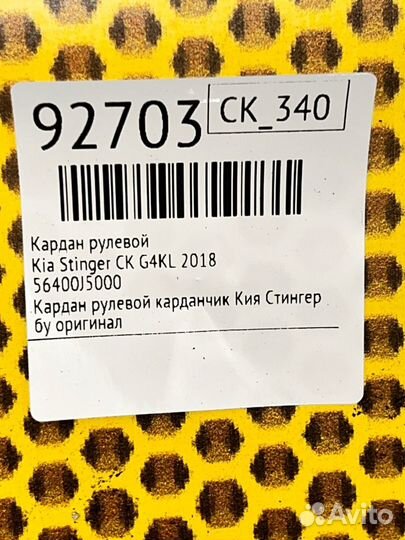 92703
CK_340
Кардан рулевой
Kia Stinger CK G4KL 2018
56400J5000
Кардан рулевой карданчик Кия Стингер
бу оригинал
Avito